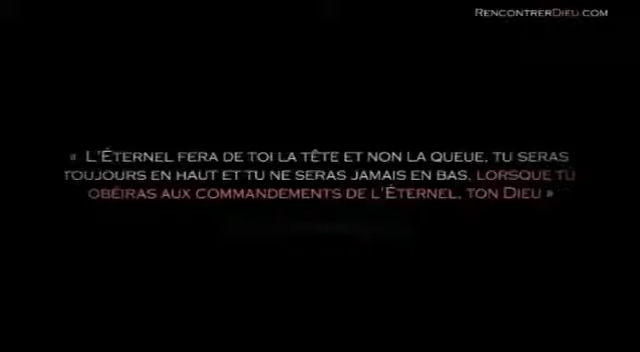 RencontrerDieu.com
« L'Éternel fera de toi la tête et non la queue, tu seras
toujours en haut et tu ne seras jamais en bas, lorsque tu
obéiras aux commandements de l'Éternel, ton Dieu »